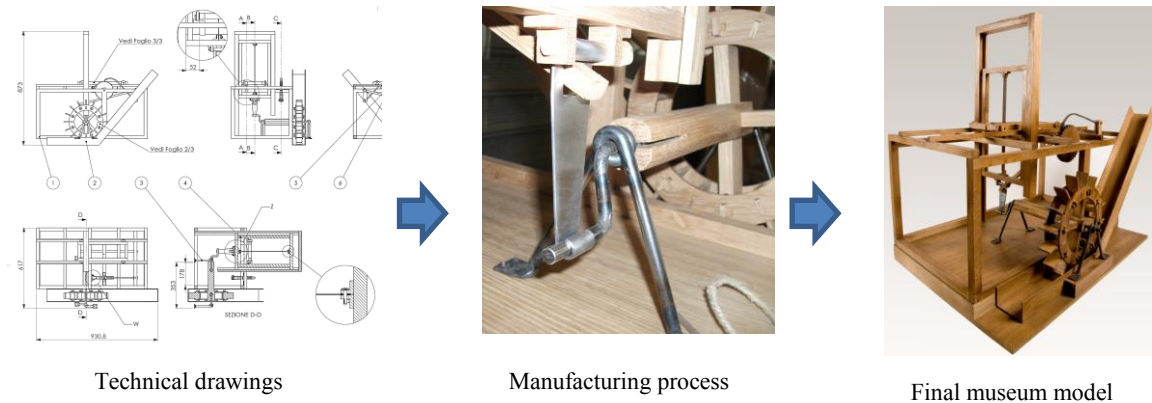 A B C
Vedi Foglio 3/3
52
873
Vedi Foglio 2/3
A B C
1 2 3 4 5 6
D
Z
617
353
178
D
W
SEZIONE D-D
930,8
Technical drawings
Manufacturing process
Final museum model